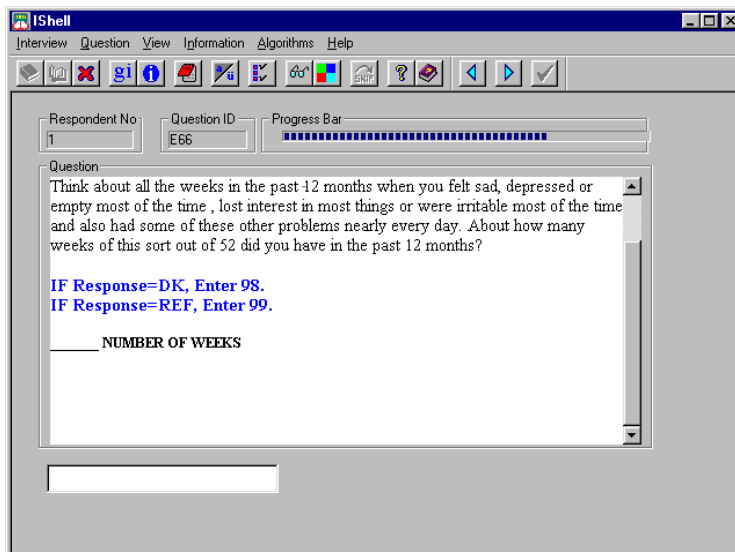 IShell
Interview Question View Information Algorithms Help
gi i a/ü SKIP ?
Respondent No Question ID Progress Bar
1 E66
Question
Think about all the weeks in the past 12 months when you felt sad, depressed or
empty most of the time , lost interest in most things or were irritable most of the time
and also had some of these other problems nearly every day. About how many
weeks of this sort out of 52 did you have in the past 12 months?
IF Response=DK, Enter 98.
IF Response=REF, Enter 99.
______ NUMBER OF WEEKS